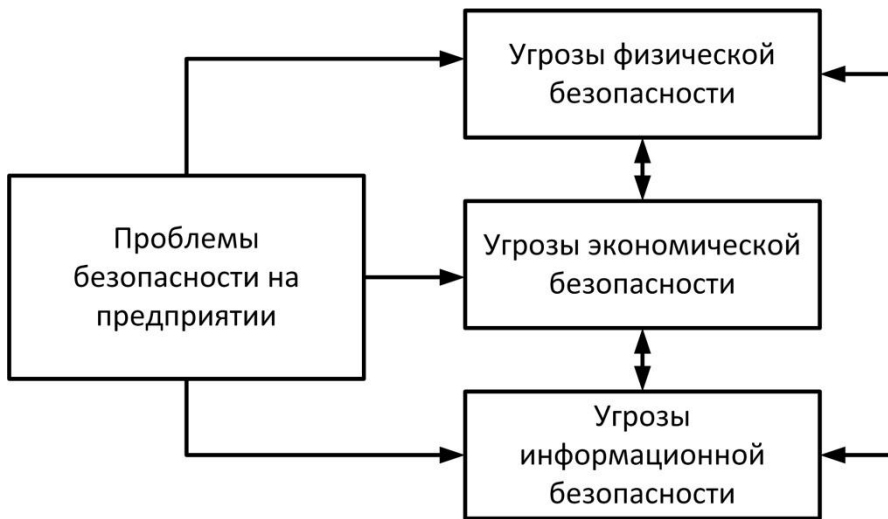 Угрозы физической
безопасности
Проблемы
безопасности на
предприятии
Угрозы экономической
безопасности
Угрозы
информационной
безопасности